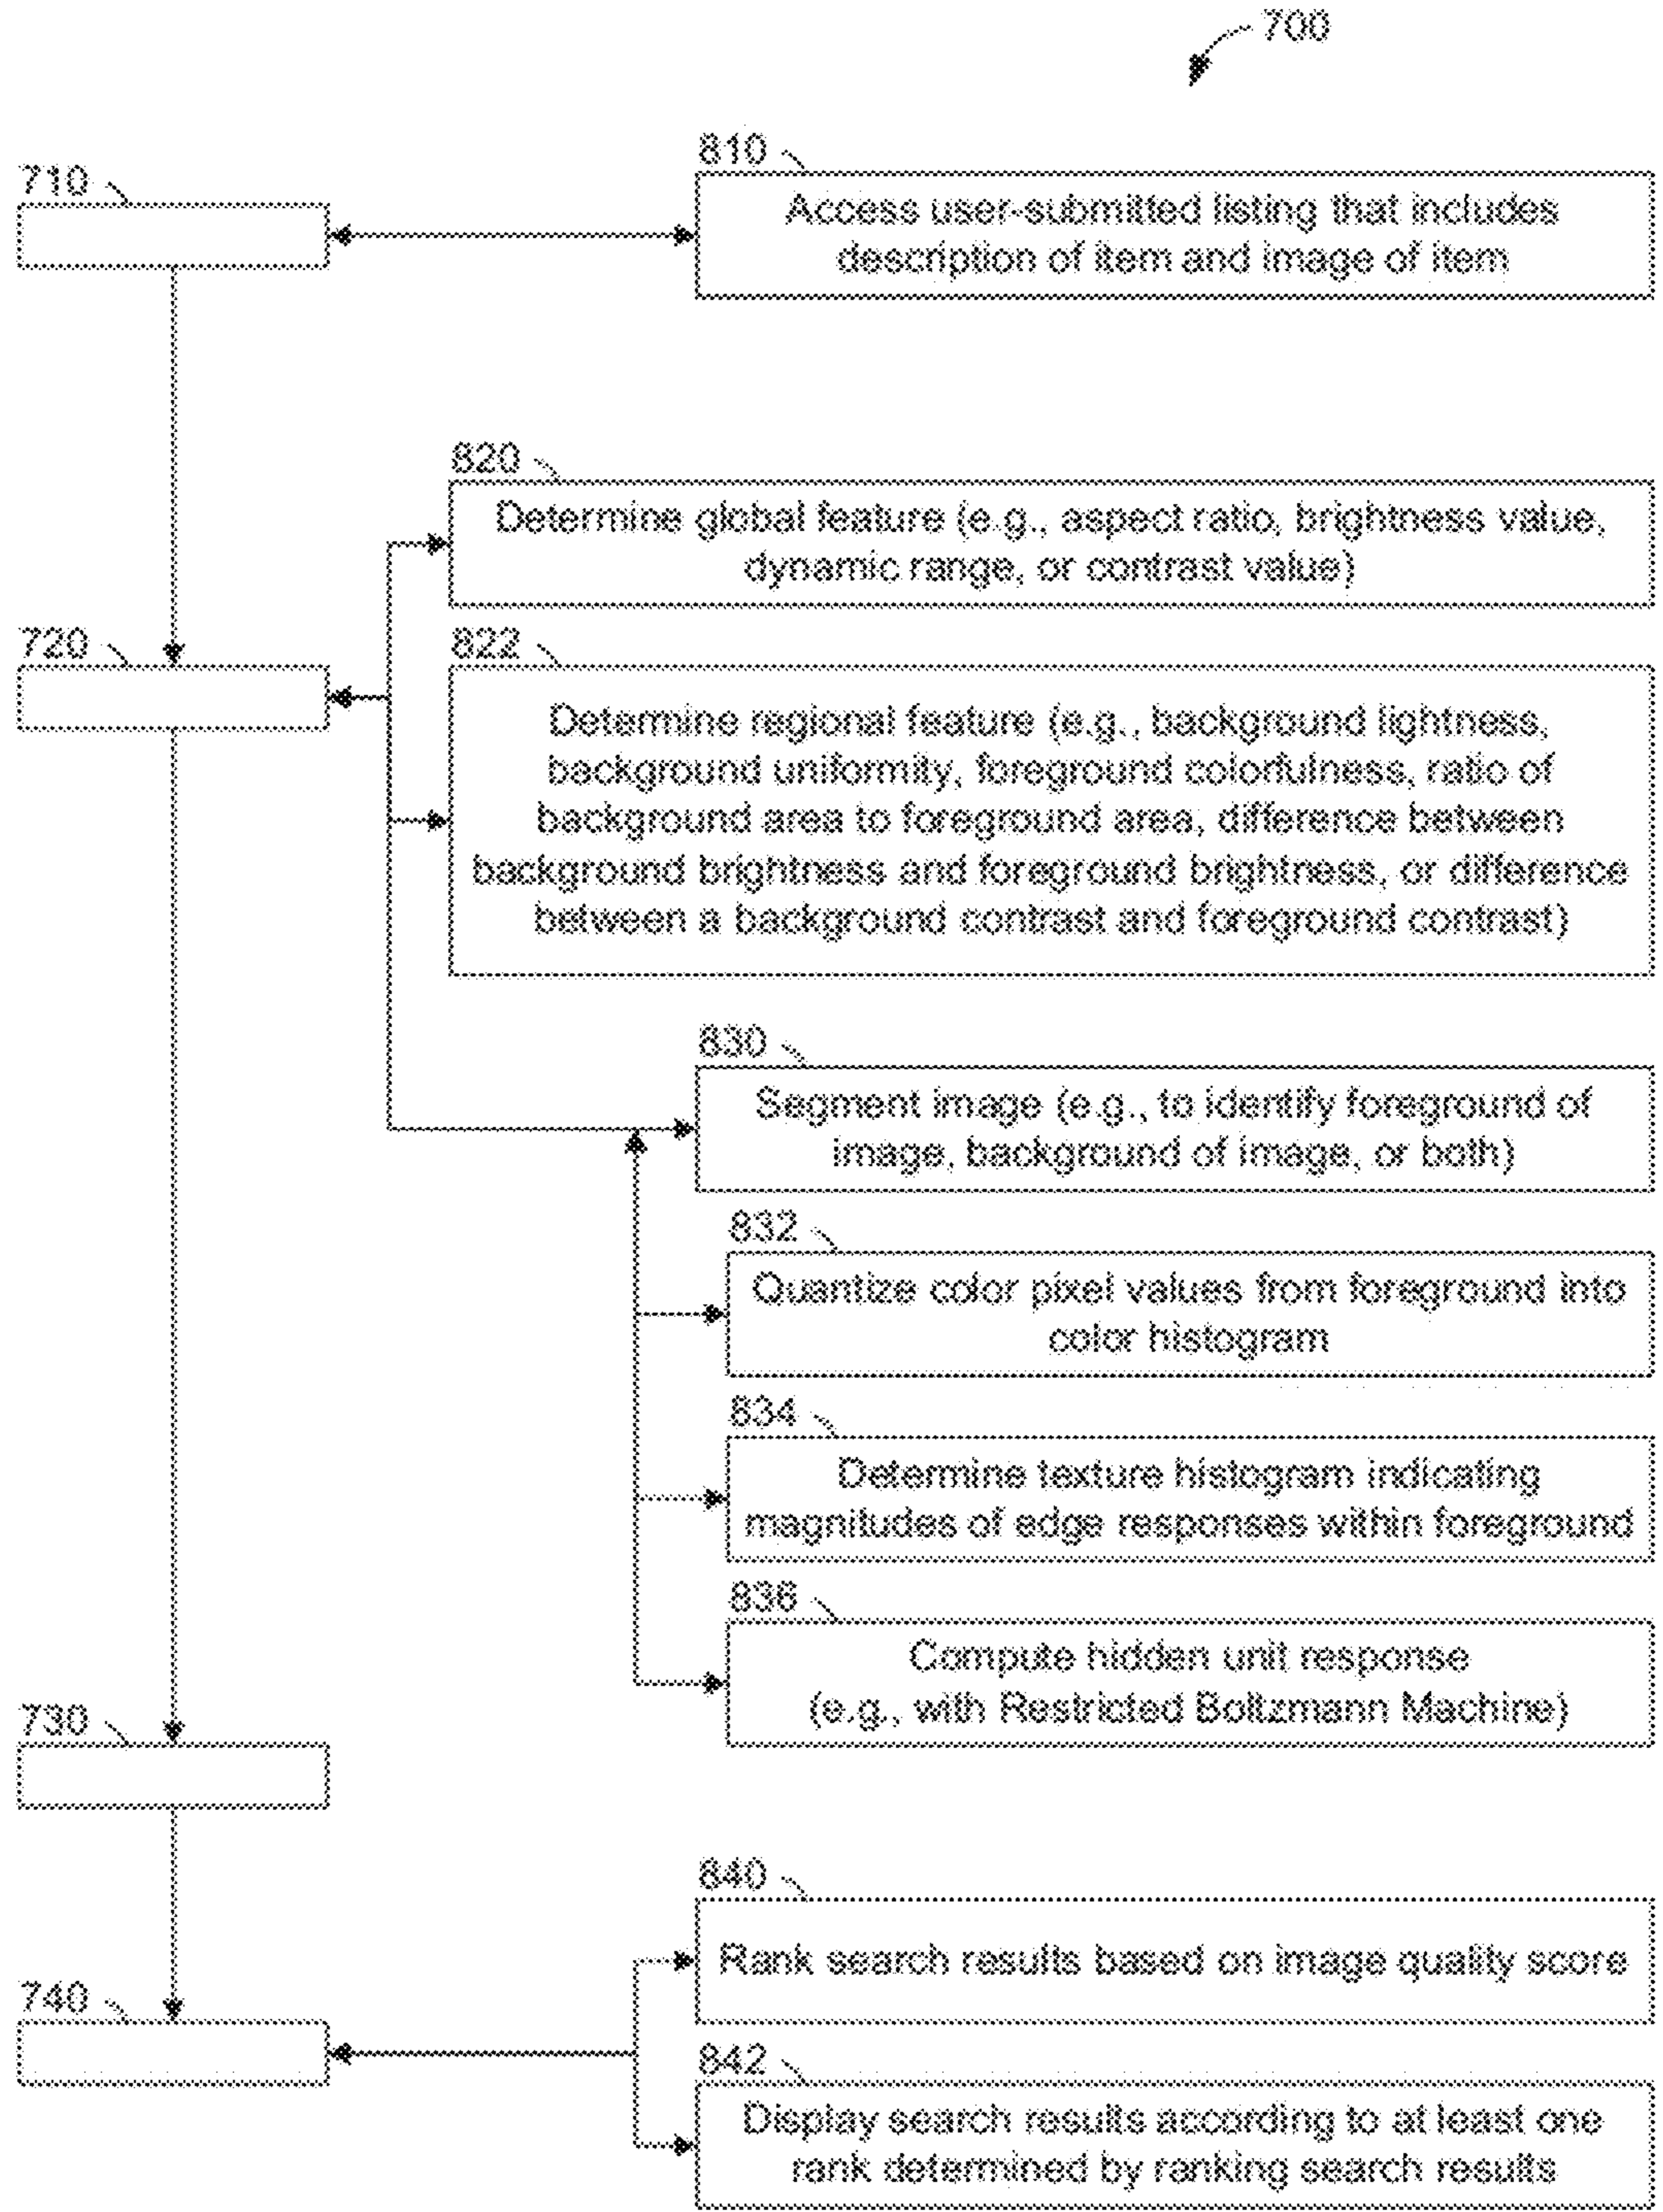 700
710
810
Access user-submitted listing that includes
description of item and image of item
820
Determine global feature (e.g., aspect ratio, brightness value,
dynamic range, or contrast value)
720
822
Determine regional feature (e.g., background lightness,
background uniformity, foreground colorfulness, ratio of
background area to foreground area, difference between
background brightness and foreground brightness, or difference
between a background contrast and foreground contrast)
830
Segment image (e.g., to identify foreground of
image, background of image, or both)
832
Quantize color pixel values from foreground into
color histogram
834
Determine texture histogram indicating
magnitudes of edge responses within foreground
836
Compute hidden unit response
(e.g., with Restricted Boltzmann Machine)
730
840
Rank search results based on image quality score
740
842
Display search results according to at least one
rank determined by ranking search results